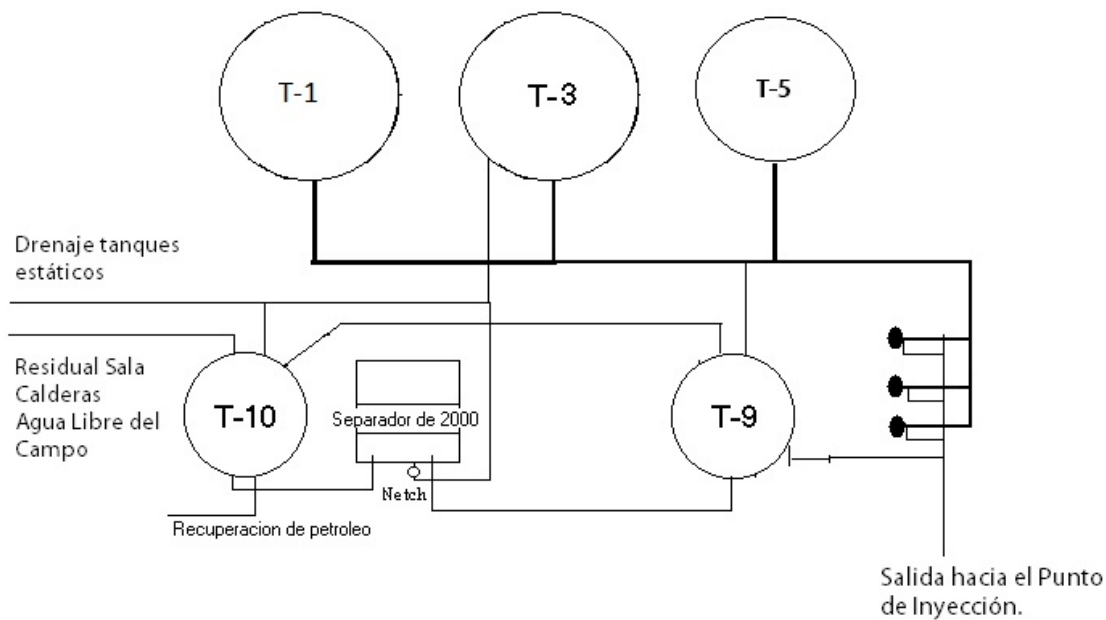 T-1
T-3
T-5
Drenaje tanques
estáticos
Residual Sala
Calderas
Agua Libre del
Campo
T-10
Separador de 2000
T-9
Netch
Recuperacion de petroleo
Salida hacia el Punto
de Inyección.